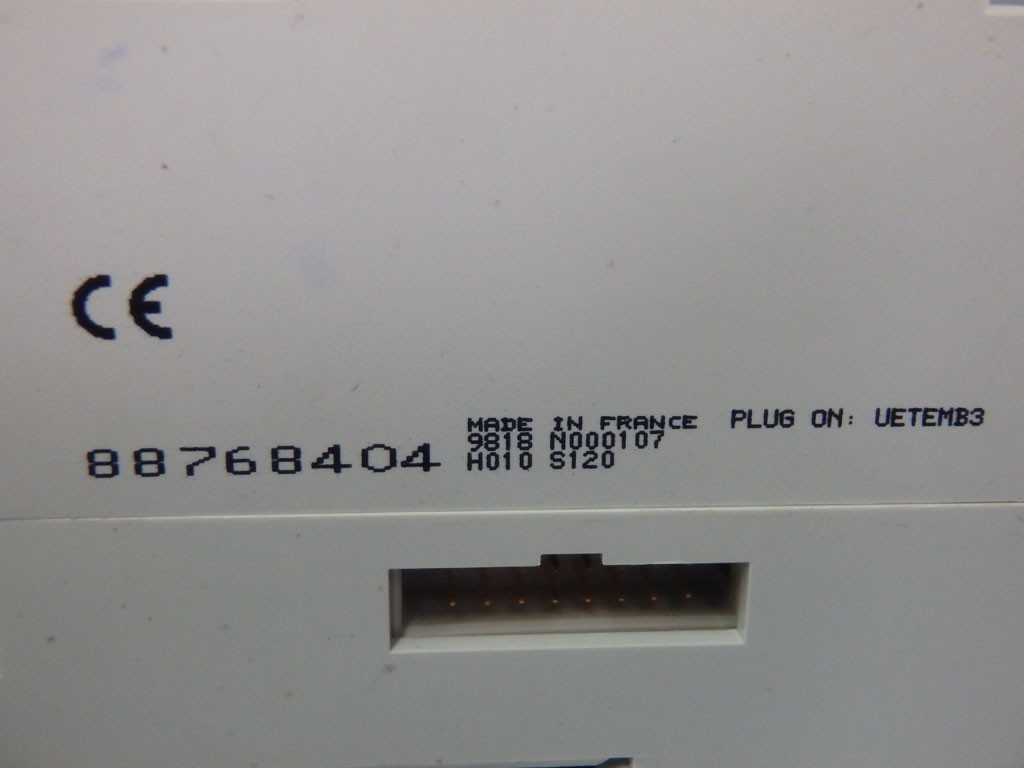 CE
88768404
MADE IN FRANCE
9818 N000107
H010 S120
PLUG ON: UETEMB3